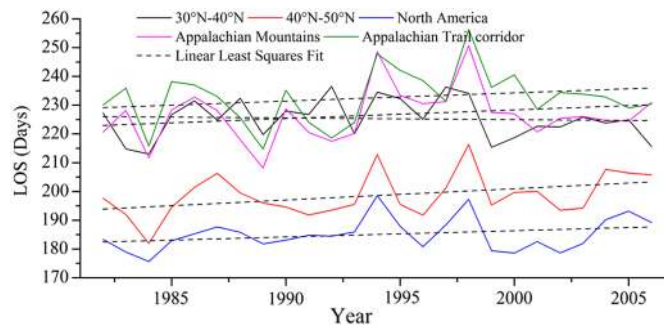 30°N-40°N 40°N-50°N North America
Appalachian Mountains Appalachian Trail corridor
Linear Least Squares Fit
LOS (Days)
260
250
240
230
220
210
200
190
180
170
1985 1990 1995 2000 2005
Year